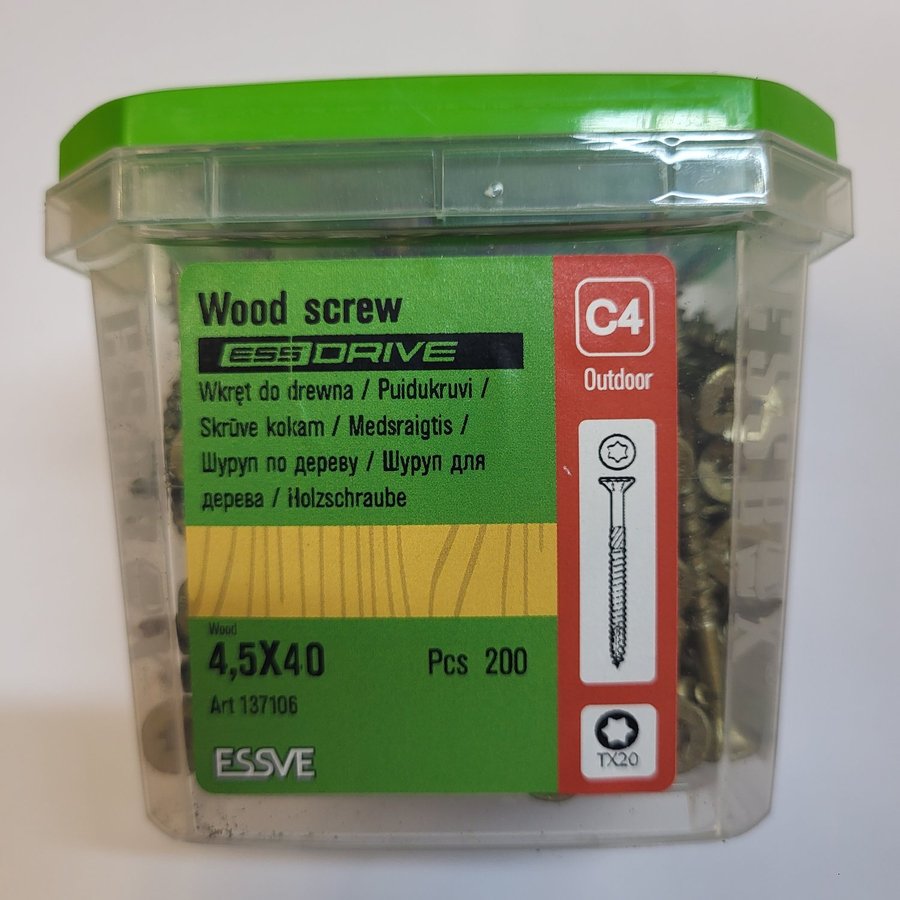 Wood screw
ESSDRIVE
Wkręt do drewna / Puidukruvi /
Skrūve kokam / Medsraigtis /
Шуруп по дереву / Шуруп для
дерева / Holzschraube
Wood
4,5X40 Pcs 200
Art 137106
ESSVE
C4
Outdoor
TX20